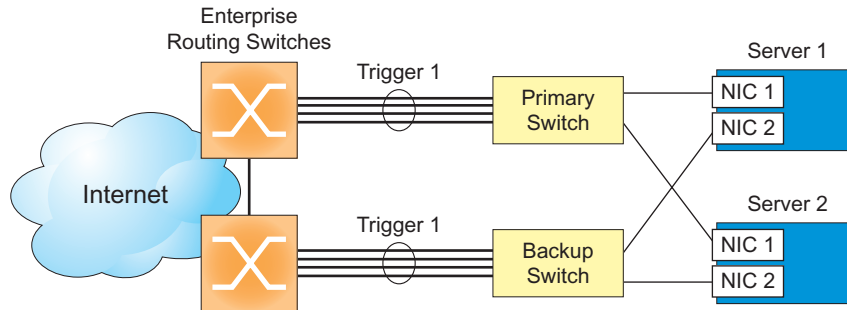 Enterprise
Routing Switches
Trigger 1
Server 1
Primary
Switch
NIC 1
NIC 2
Internet
Trigger 1
Server 2
Backup
Switch
NIC 1
NIC 2